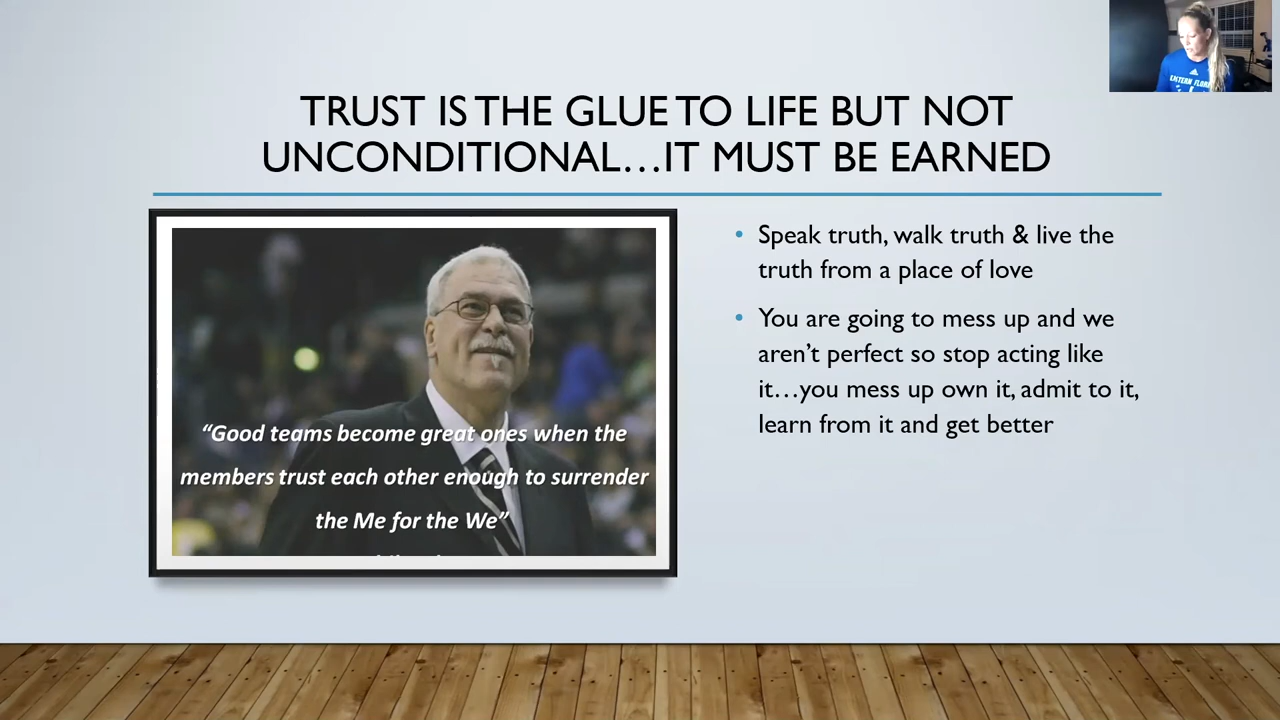 TRUST IS THE GLUE TO LIFE BUT NOT
UNCONDITIONAL…IT MUST BE EARNED
“Good teams become great ones when the
members trust each other enough to surrender
the Me for the We”
• Speak truth, walk truth & live the
truth from a place of love
• You are going to mess up and we
aren’t perfect so stop acting like
it…you mess up own it, admit to it,
learn from it and get better